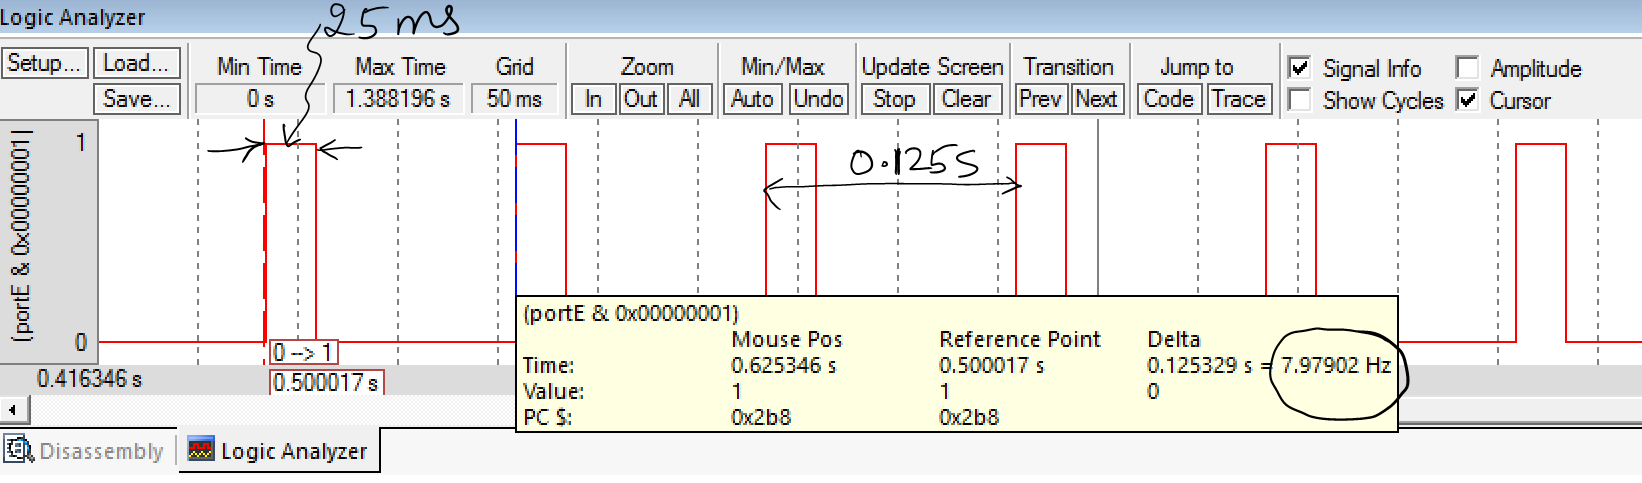 Logic Analyzer
25 ms
Setup... Load... Min Time Max Time Grid Zoom Min/Max Update Screen Transition Jump to Signal Info Amplitude
Save... 0 s 1.388196 s 50 ms In Out All Auto Undo Stop Clear Prev Next Code Trace Show Cycles Cursor
(portE & 0x00000001)
1
0.125s
0
0 --> 1
0.416346 s
0.500017 s
(portE & 0x00000001)
Mouse Pos Reference Point Delta
Time: 0.625346 s 0.500017 s 0.125329 s = 7.97902 Hz
Value: 1 1 0
PC $: 0x2b8 0x2b8
Disassembly Logic Analyzer